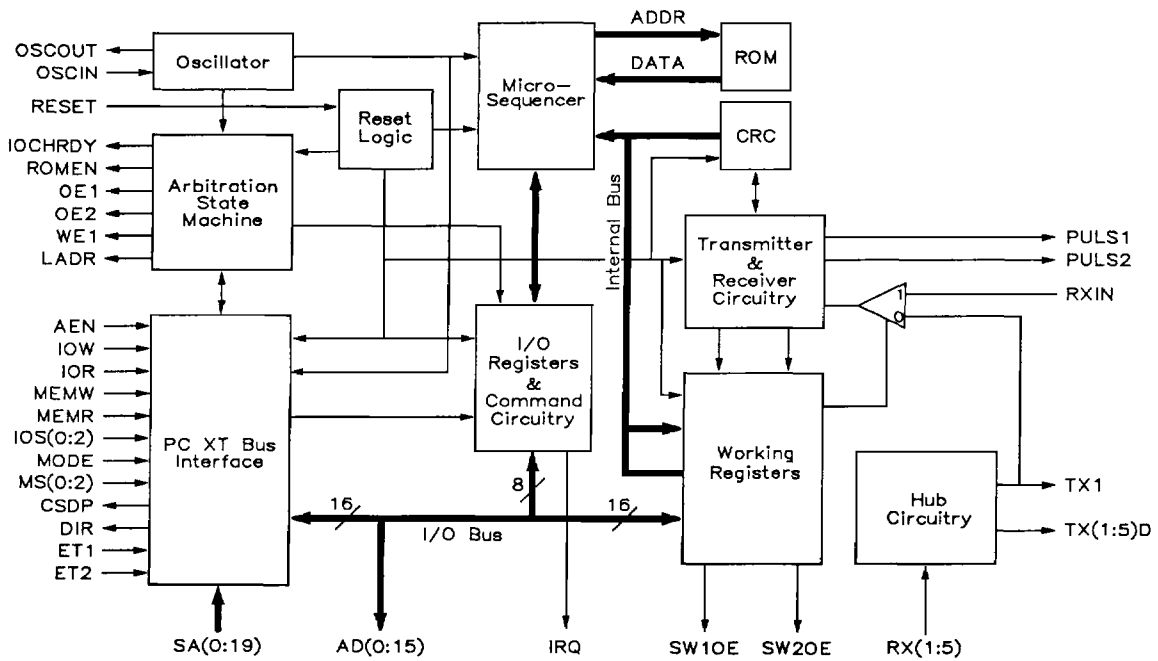 OSCOUT
OSCIN
RESET
IOCHRDY
ROMEN
OE1
OE2
WE1
LADR
AEN
IOW
IOR
MEMW
MEMR
IOS(0:2)
MODE
MS(0:2)
CSDP
DIR
ET1
ET2
Oscillator
Reset
Logic
Arbitration
State
Machine
PC XT Bus
Interface
Micro-
Sequencer
ADDR
DATA
ROM
CRC
Internal Bus
Transmitter
&
Receiver
Circuitry
1
0
PULS1
PULS2
RXIN
I/O
Registers
&
Command
Circuitry
Working
Registers
Hub
Circuitry
TX1
TX(1:5)D
16
8
16
I/O Bus
SA(0:19)
AD(0:15)
IRQ
SW1OE
SW2OE
RX(1:5)